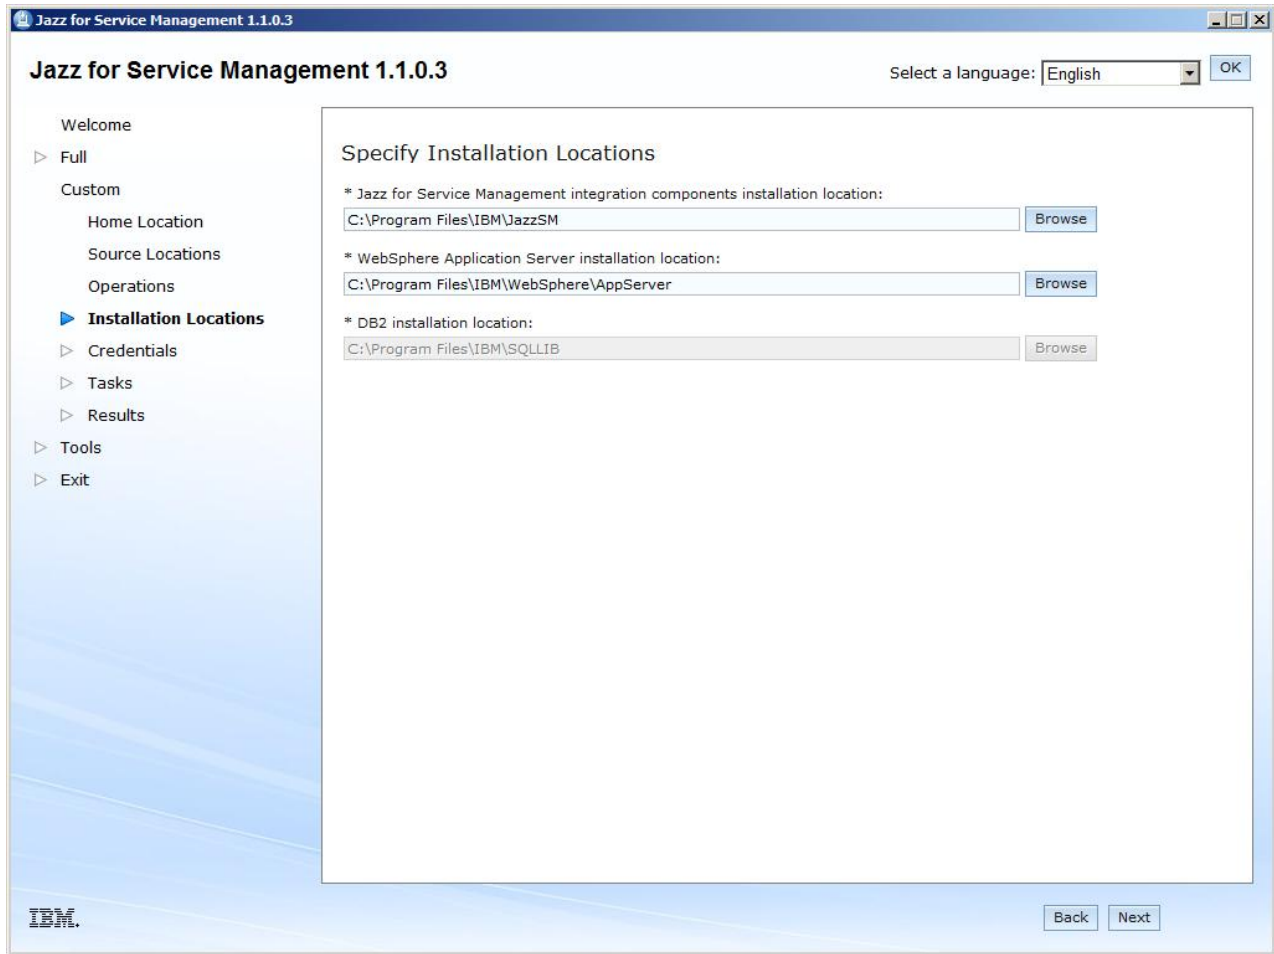 Jazz for Service Management 1.1.0.3
Jazz for Service Management 1.1.0.3
Select a language: English OK
Welcome
Full
Custom
Home Location
Source Locations
Operations
Installation Locations
Credentials
Tasks
Results
Tools
Exit
Specify Installation Locations
* Jazz for Service Management integration components installation location:
C:\Program Files\IBM\JazzSM Browse
* WebSphere Application Server installation location:
C:\Program Files\IBM\WebSphere\AppServer Browse
* DB2 installation location:
C:\Program Files\IBM\SQLLIB Browse
IBM.
Back Next